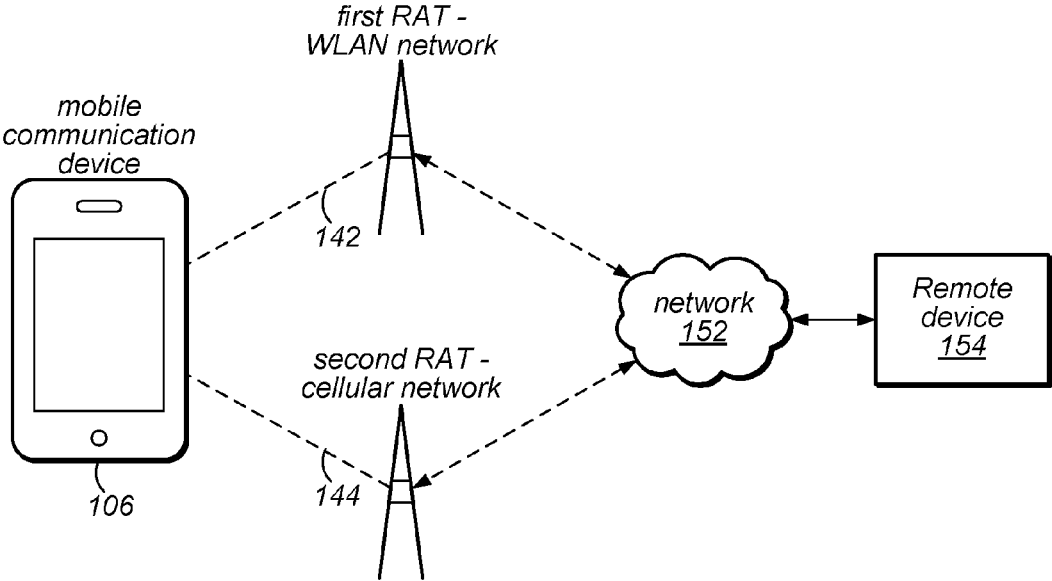 first RAT -
WLAN network
mobile
communication
device
142
network
152
Remote
device
154
second RAT -
cellular network
144
106